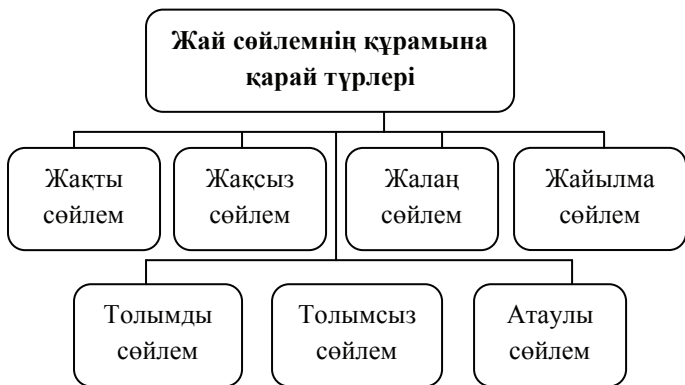 Жай сөйлемнің құрамына
қарай түрлері
Жақты
сөйлем
Жақсыз
сөйлем
Жалаң
сөйлем
Жайылма
сөйлем
Толымды
сөйлем
Толымсыз
сөйлем
Атаулы
сөйлем